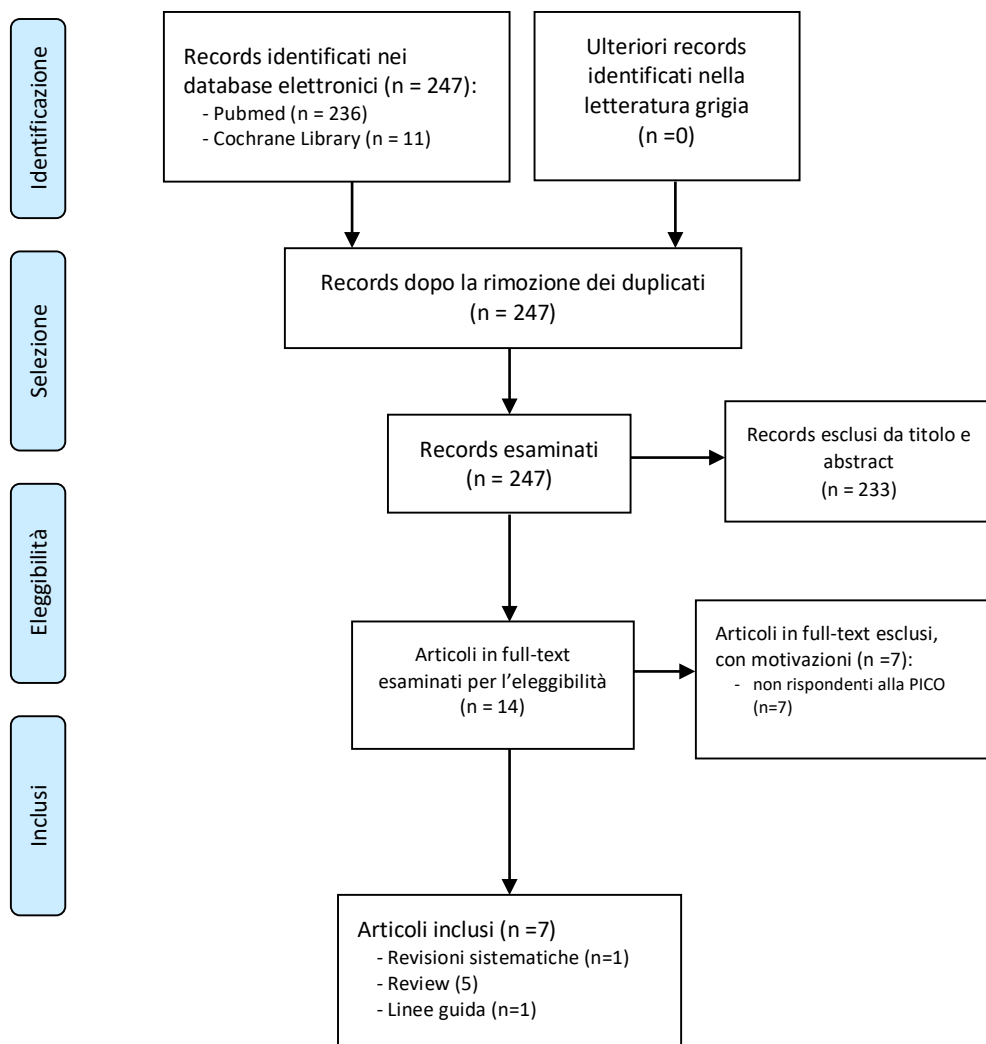 Identificazione
Records identificati nei
database elettronici (n = 247):
- Pubmed (n = 236)
- Cochrane Library (n = 11)
Ulteriori records
identificati nella
letteratura grigia
(n =0)
Selezione
Records dopo la rimozione dei duplicati
(n = 247)
Records esaminati
(n = 247)
Records esclusi da titolo e
abstract
(n = 233)
Eleggibilità
Articoli in full-text
esaminati per l’eleggibilità
(n = 14)
Articoli in full-text esclusi,
con motivazioni (n =7):
- non rispondenti alla PICO
(n=7)
Inclusi
Articoli inclusi (n =7)
- Revisioni sistematiche (n=1)
- Review (5)
- Linee guida (n=1)